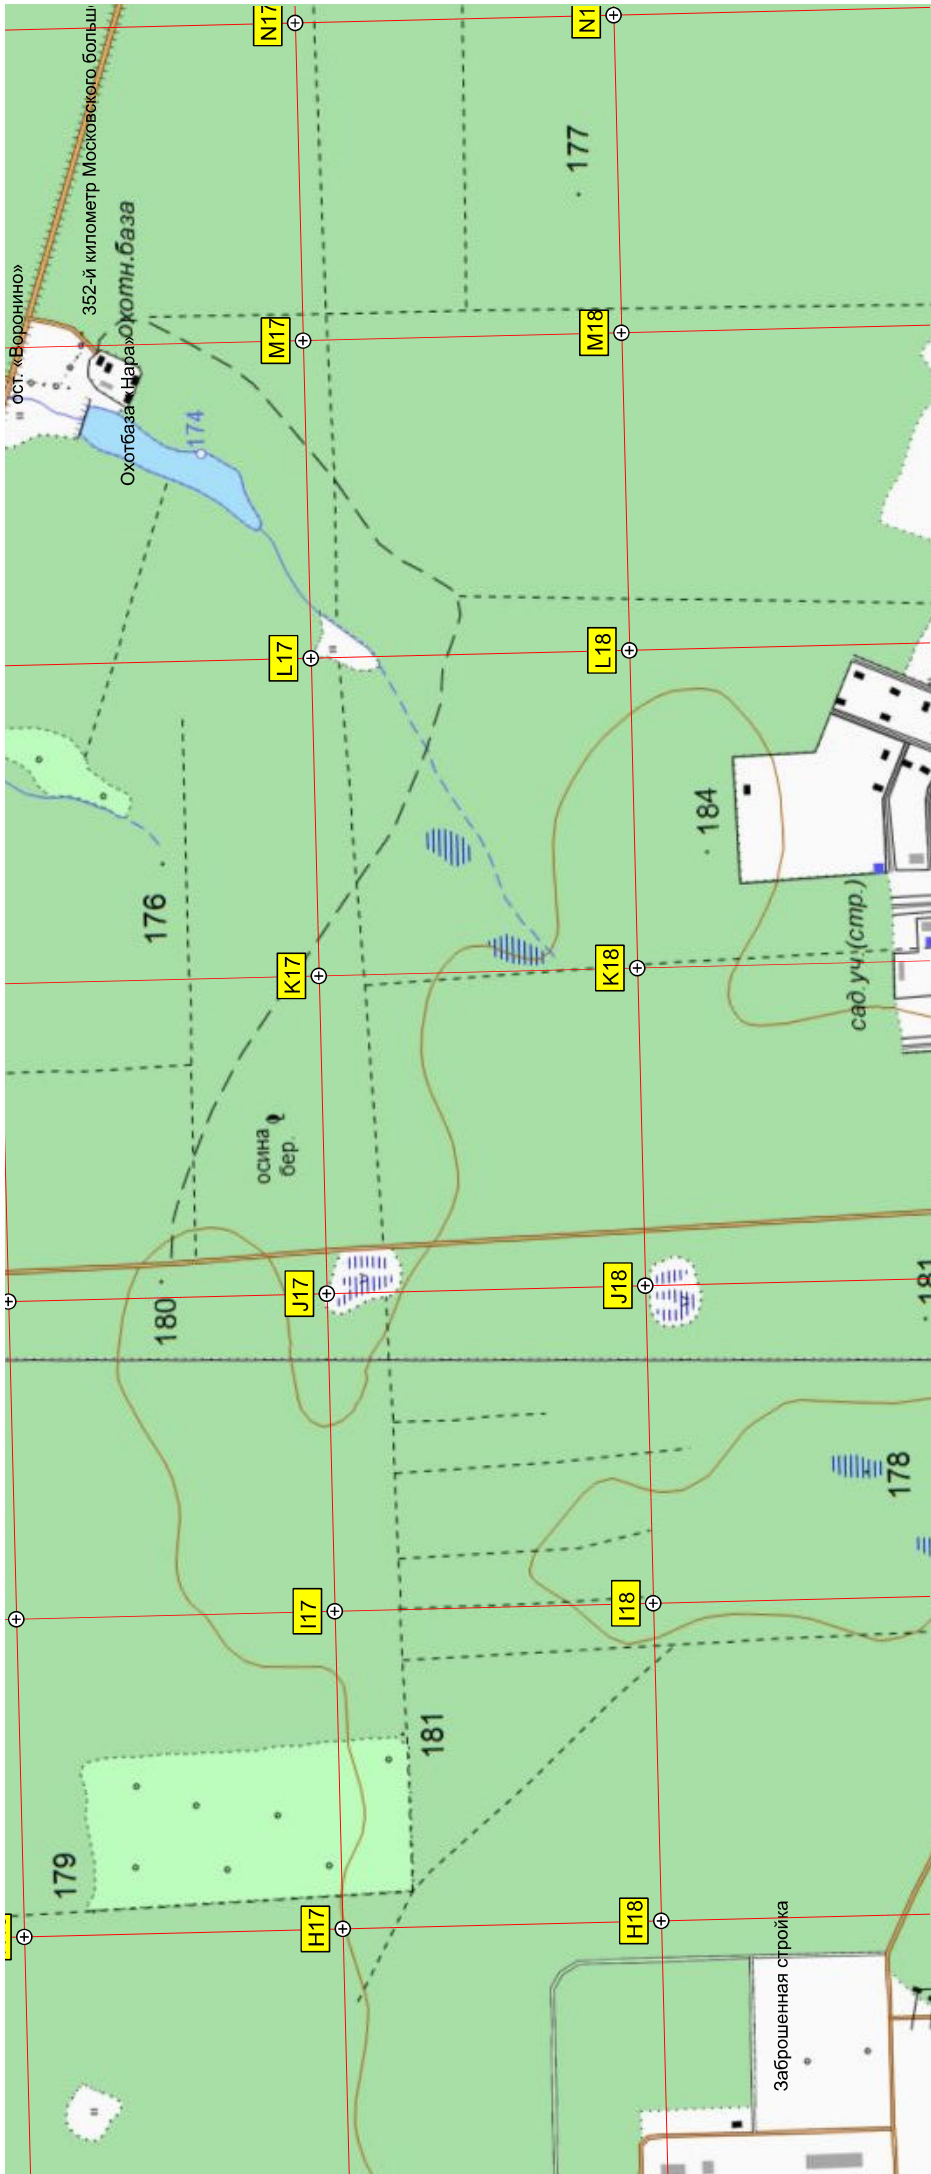 N17
N1
352-й километр Московского больш
177
охотн.база
ост. «Воронино»
M17
M18
Охотбаза «Нара»
174
L17
L18
184
176
K17
K18
сад.уч.(стр.)
осина
бер.
J17
J18
180
181
178
I17
I18
181
179
H17
H18
Заброшенная стройка